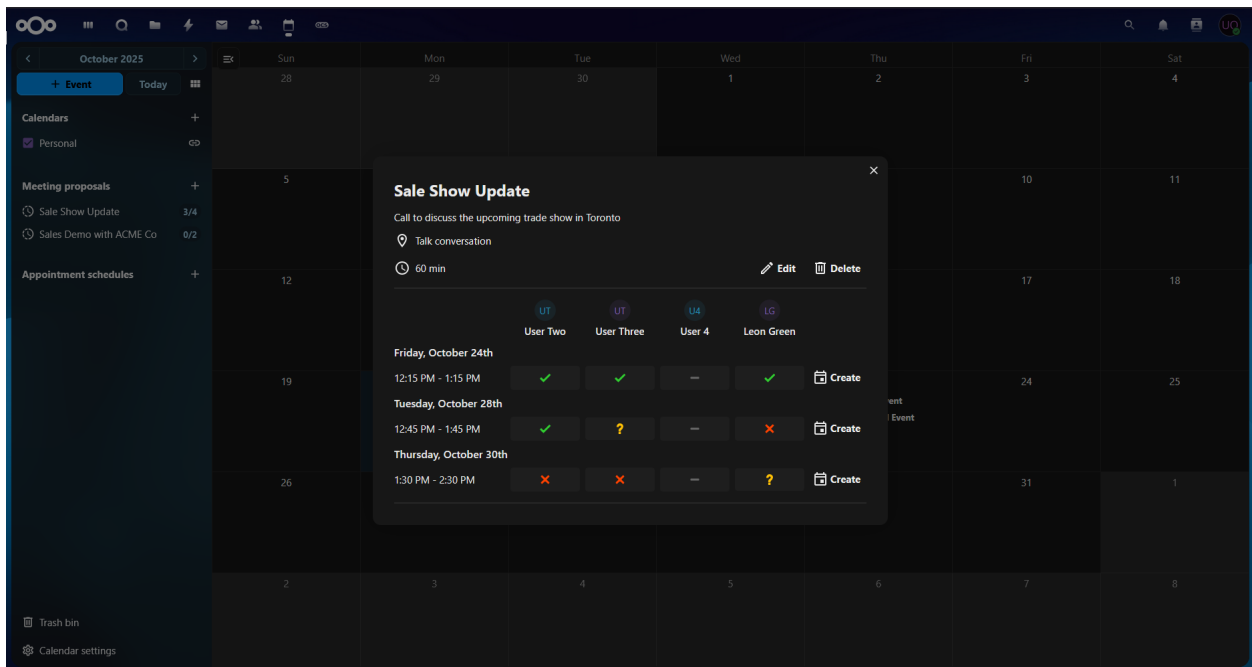 UO
October 2025
Sun Mon Tue Wed Thu Fri Sat
+ Event Today
28 29 30 1 2 3 4
Calendars
Personal
Meeting proposals
Sale Show Update 3/4
Sales Demo with ACME Co 0/2
Appointment schedules
5 10 11
12 17 18
19 24 25
Event
26 31 1
2 3 4 5 6 7 8
Trash bin
Calendar settings
Sale Show Update
Call to discuss the upcoming trade show in Toronto
Talk conversation
60 min Edit Delete
UT UT U4 LG
User Two User Three User 4 Leon Green
Friday, October 24th
12:15 PM - 1:15 PM Create
Tuesday, October 28th
12:45 PM - 1:45 PM ? Create
Thursday, October 30th
1:30 PM - 2:30 PM ? Create